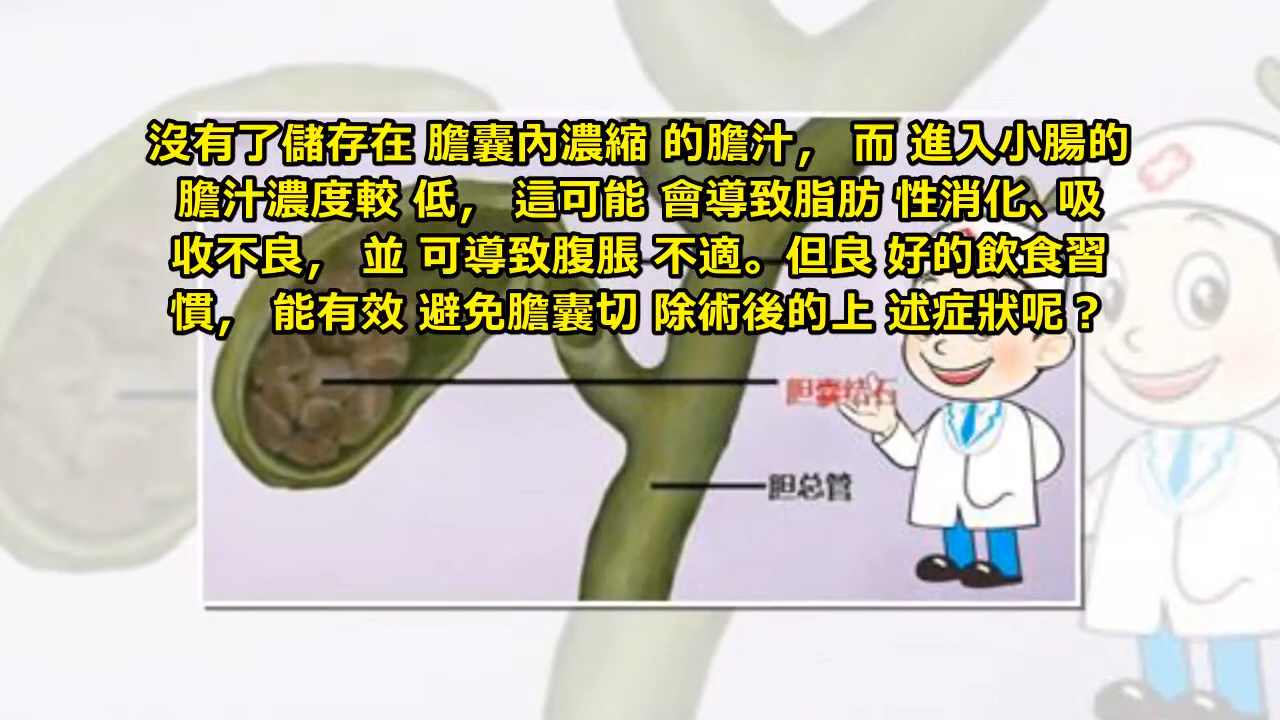 沒有了儲存在 膽囊內濃縮 的膽汁， 而 進入小腸的
膽汁濃度較 低， 這可能 會導致脂肪 性消化、吸
收不良， 並 可導致腹脹 不適。但良 好的飲食習
慣， 能有效 避免膽囊切 除術後的上 述症狀呢？
胆囊结石
胆总管